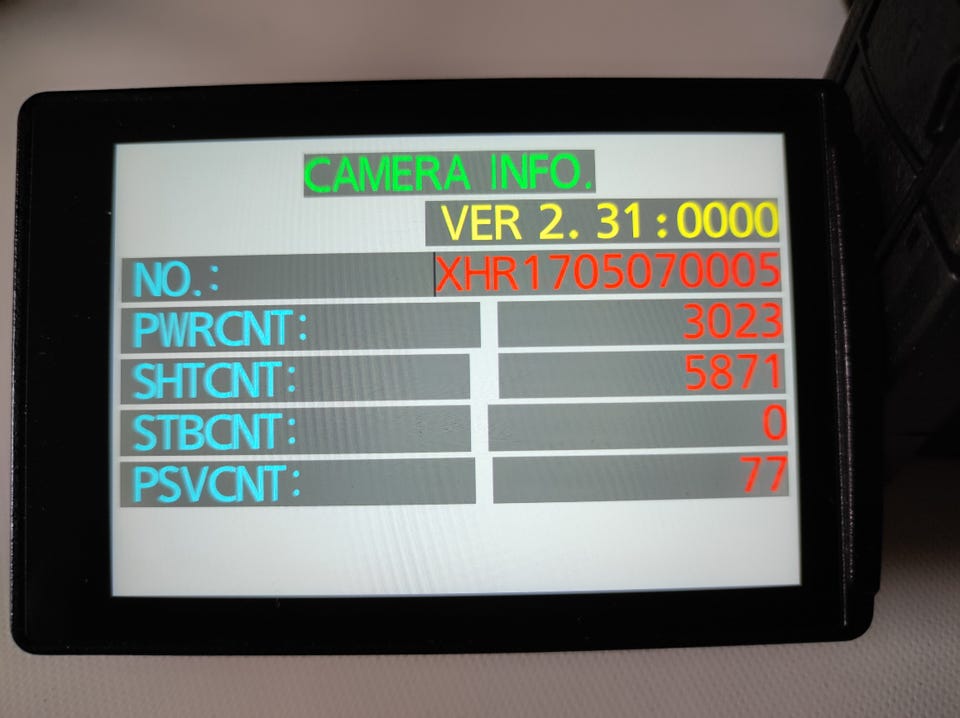 CAMERA INFO.
VER 2. 31:0000
NO.: XHR1705070005
PWRCNT: 3023
SHTCNT: 5871
STBCNT: 0
PSVCNT: 77